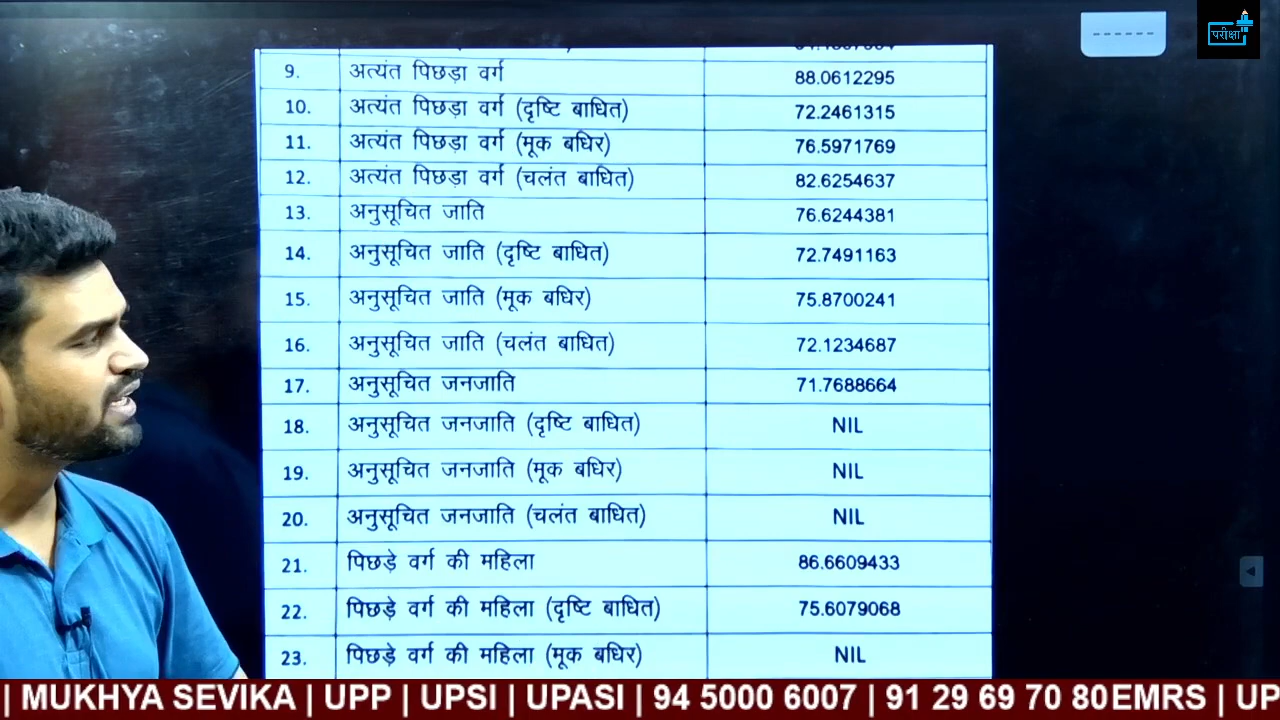 परीक्षा
9. अत्यंत पिछड़ा वर्ग 88.0612295
10. अत्यंत पिछड़ा वर्ग (दृष्टि बाधित) 72.2461315
11. अत्यंत पिछड़ा वर्ग (मूक बधिर) 76.5971769
12. अत्यंत पिछड़ा वर्ग (चलंत बाधित) 82.6254637
13. अनुसूचित जाति 76.6244381
14. अनुसूचित जाति (दृष्टि बाधित) 72.7491163
15. अनुसूचित जाति (मूक बधिर) 75.8700241
16. अनुसूचित जाति (चलंत बाधित) 72.1234687
17. अनुसूचित जनजाति 71.7688664
18. अनुसूचित जनजाति (दृष्टि बाधित) NIL
19. अनुसूचित जनजाति (मूक बधिर) NIL
20. अनुसूचित जनजाति (चलंत बाधित) NIL
21. पिछड़े वर्ग की महिला 86.6609433
22. पिछड़े वर्ग की महिला (दृष्टि बाधित) 75.6079068
23. पिछड़े वर्ग की महिला (मूक बधिर) NIL
| MUKHYA SEVIKA | UPP | UPSI | UPASI | 94 5000 6007 | 91 29 69 70 80EMRS | UP